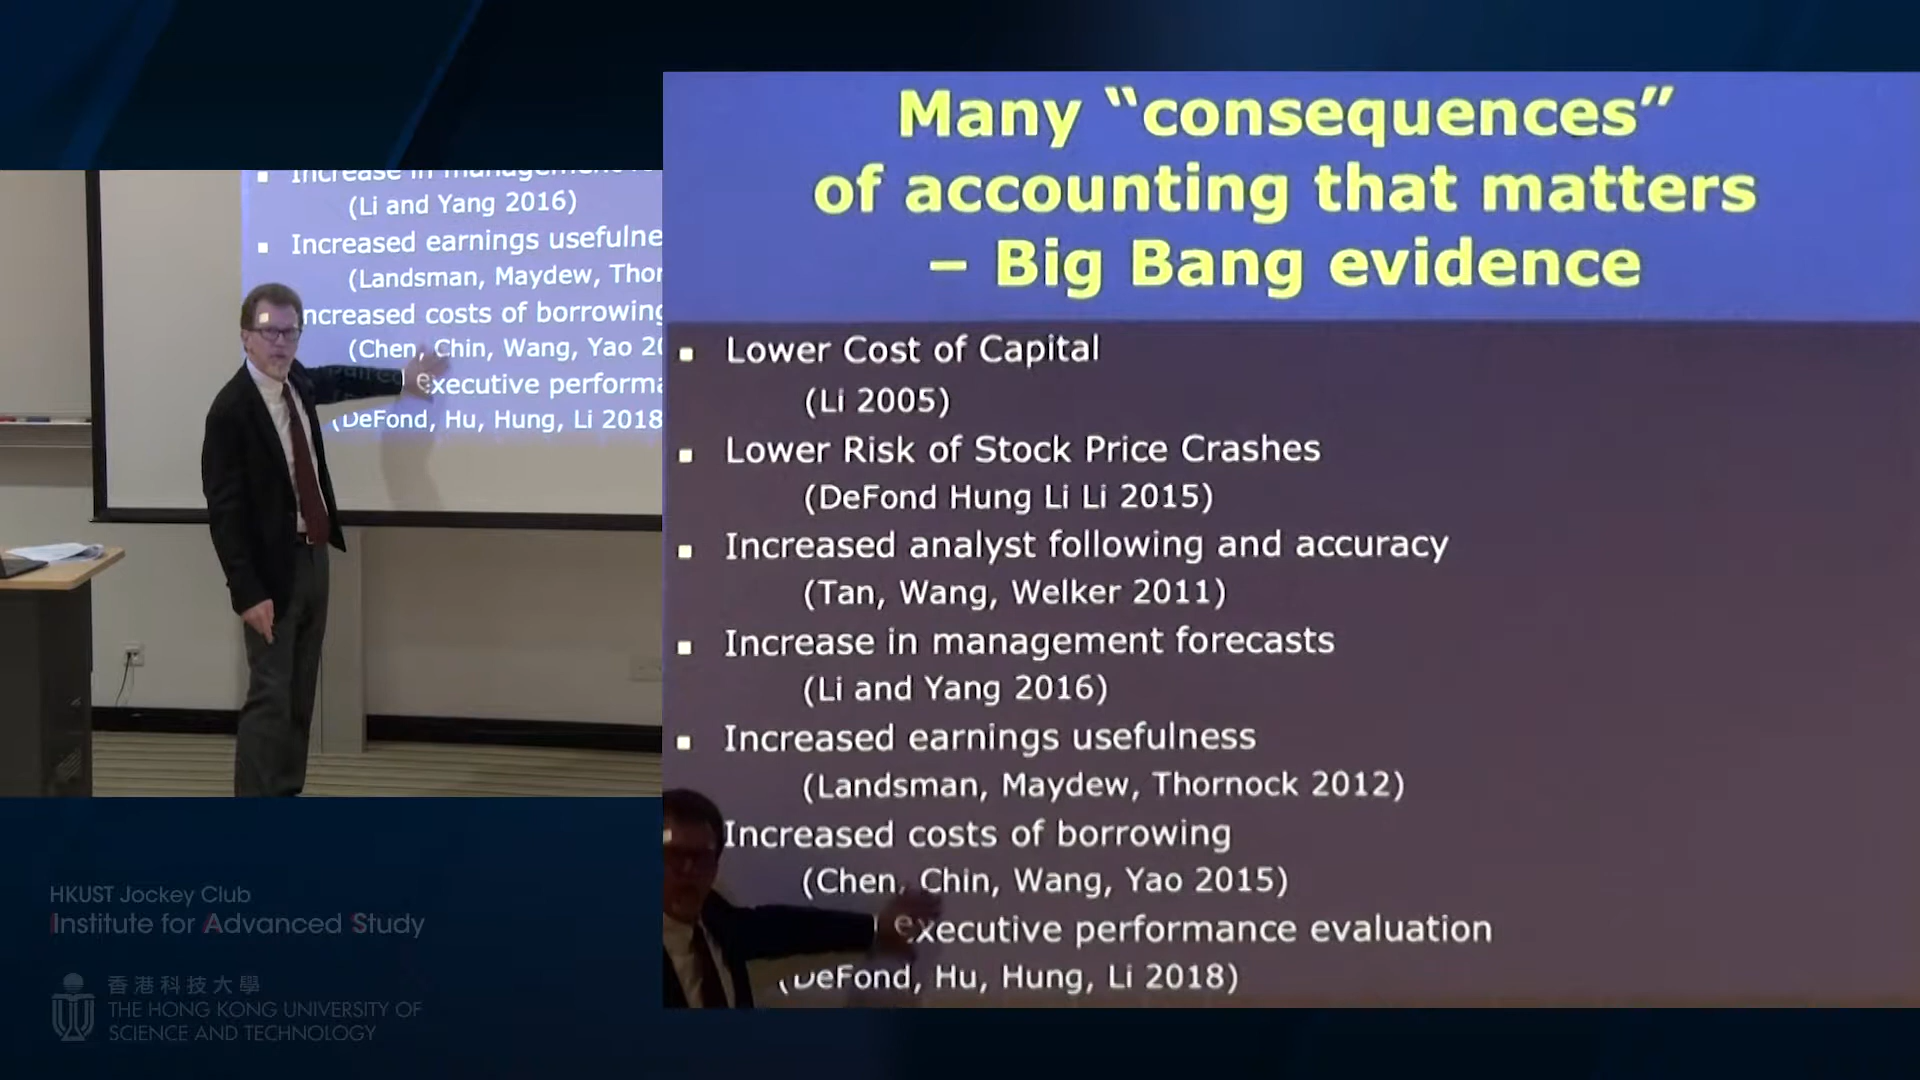 Increase in management
(Li and Yang 2016)
Increased earnings usefulne
(Landsman, Maydew, Thor
ncreased costs of borrowing
(Chen, Chin, Wang, Yao 20
executive performa
(DeFond, Hu, Hung, Li 2018
Many “consequences”
of accounting that matters
– Big Bang evidence
Lower Cost of Capital
(Li 2005)
Lower Risk of Stock Price Crashes
(DeFond Hung Li Li 2015)
Increased analyst following and accuracy
(Tan, Wang, Welker 2011)
Increase in management forecasts
(Li and Yang 2016)
Increased earnings usefulness
(Landsman, Maydew, Thornock 2012)
Increased costs of borrowing
(Chen, Chin, Wang, Yao 2015)
executive performance evaluation
(DeFond, Hu, Hung, Li 2018)
HKUST Jockey Club
Institute for Advanced Study
香港科技大學
THE HONG KONG UNIVERSITY OF
SCIENCE AND TECHNOLOGY